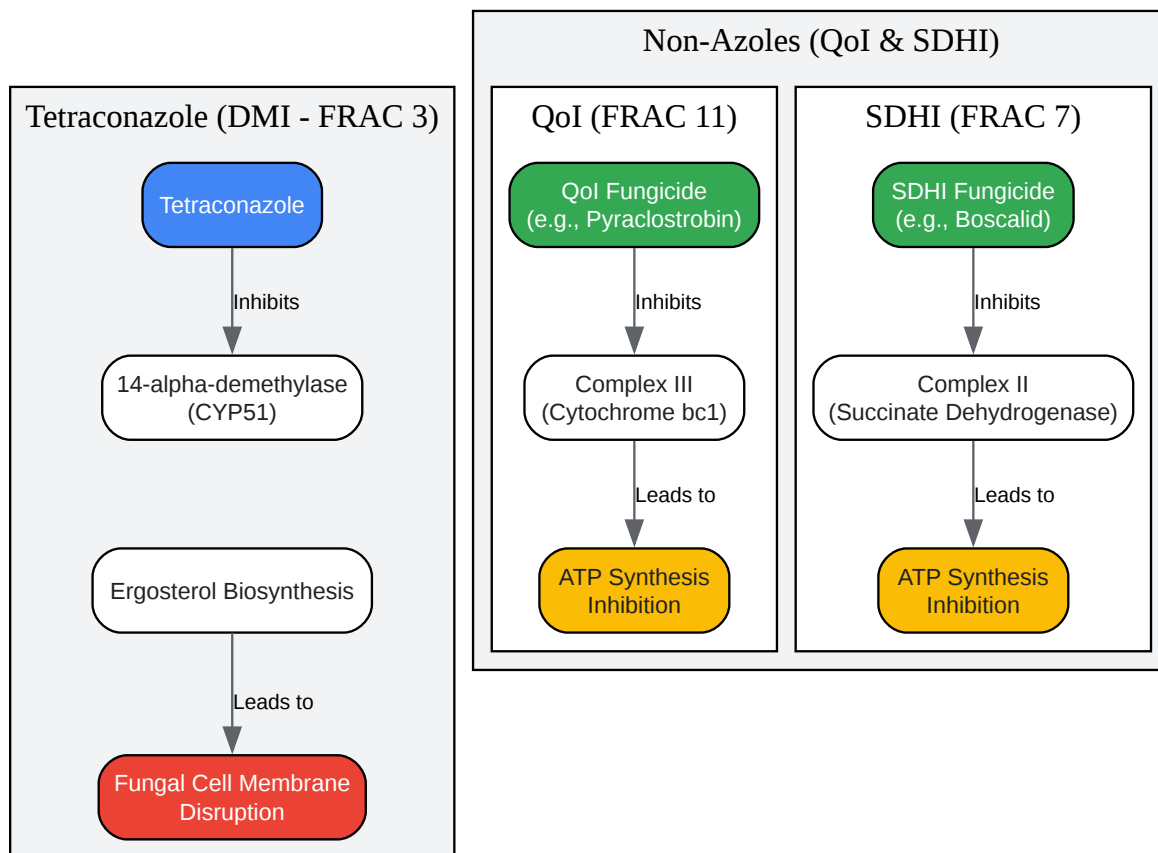 Tetraconazole (DMI - FRAC 3)
Tetraconazole
Inhibits
14-alpha-demethylase
(CYP51)
Ergosterol Biosynthesis
Leads to
Fungal Cell Membrane
Disruption
Non-Azoles (QoI & SDHI)
QoI (FRAC 11)
QoI Fungicide
(e.g., Pyraclostrobin)
Inhibits
Complex III
(Cytochrome bc1)
Leads to
ATP Synthesis
Inhibition
SDHI (FRAC 7)
SDHI Fungicide
(e.g., Boscalid)
Inhibits
Complex II
(Succinate Dehydrogenase)
Leads to
ATP Synthesis
Inhibition